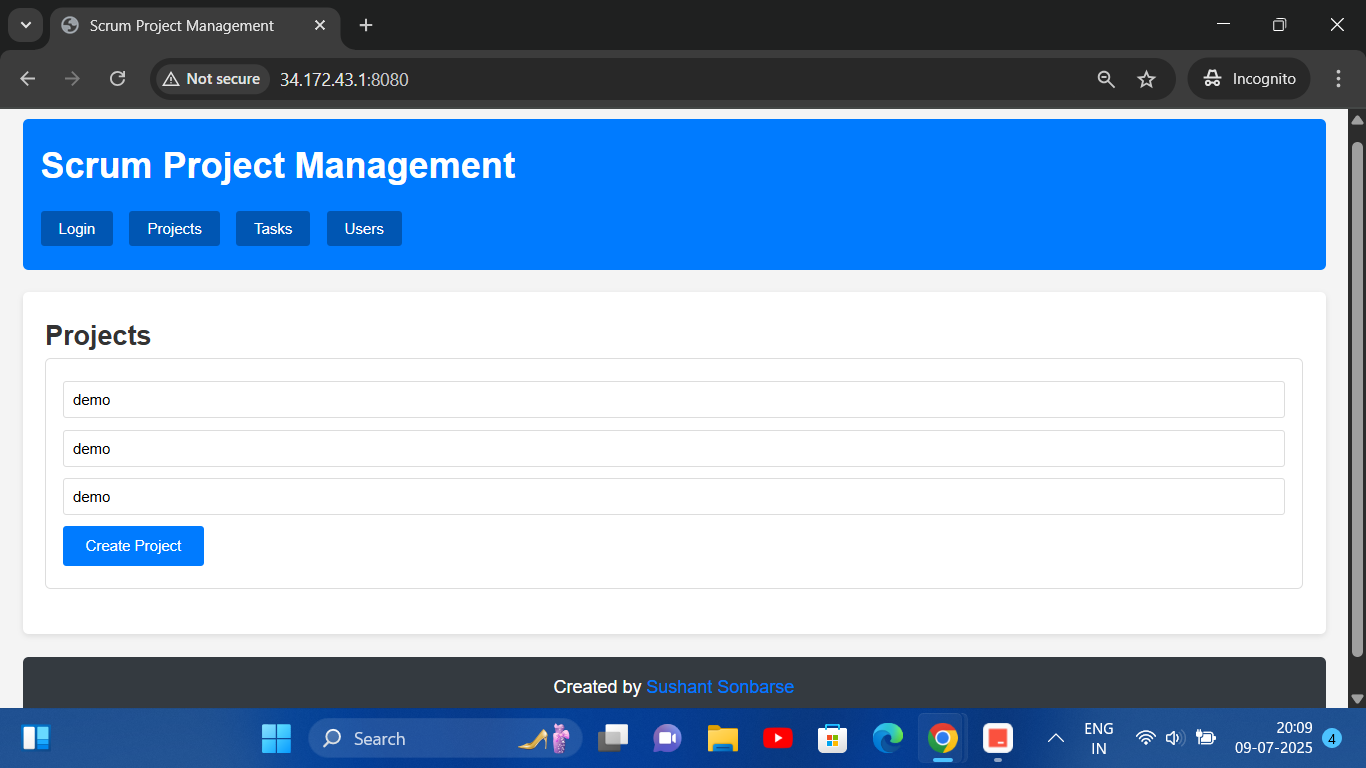 Scrum Project Management
Not secure 34.172.43.1:8080 Incognito
Scrum Project Management
Login Projects Tasks Users
Projects
demo
demo
demo
Create Project
Created by Sushant Sonbarse
Search
ENG
IN
20:09
09-07-2025
4